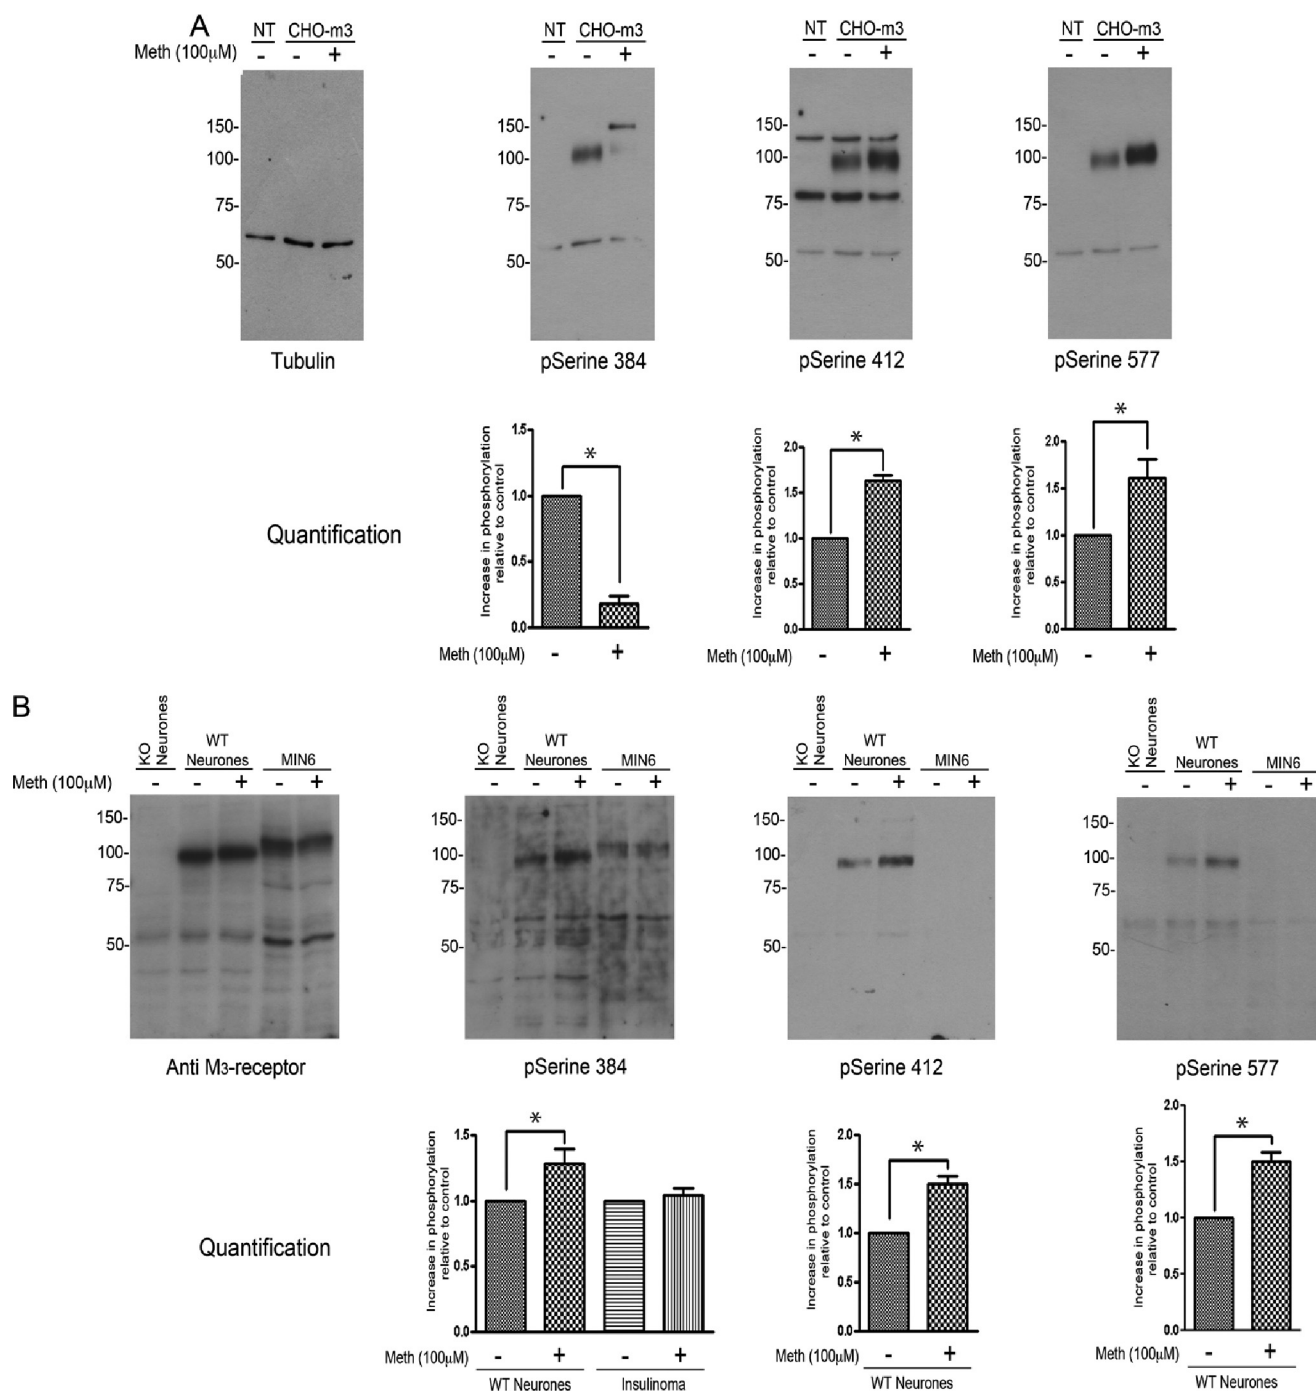 A
NT CHO-m3
Meth (100μM) - - +
150-
100-
75-
50-
Tubulin
NT CHO-m3
- - +
150-
100-
75-
50-
pSerine 384
NT CHO-m3
- - +
150-
100-
75-
50-
pSerine 412
NT CHO-m3
- - +
150-
100-
75-
50-
pSerine 577
Quantification
Increase in phosphorylation
relative to control
1.5
1.0
0.5
0.0
*
Meth (100μM) - +
Increase in phosphorylation
relative to control
2.0
1.5
1.0
0.5
0.0
*
Meth (100μM) - +
Increase in phosphorylation
relative to control
2.0
1.5
1.0
0.5
0.0
*
Meth (100μM) - +
B
KO
Neurones
WT
Neurones
MIN6
Meth (100μM) - - + - +
150-
100-
75-
50-
Anti M3-receptor
KO
Neurones
WT
Neurones
MIN6
- - + - +
150-
100-
75-
50-
pSerine 384
KO
Neurones
WT
Neurones
MIN6
- - + - +
150-
100-
75-
50-
pSerine 412
KO
Neurones
WT
Neurones
MIN6
- - + - +
150-
100-
75-
50-
pSerine 577
Quantification
Increase in phosphorylation
relative to control
1.5
1.0
0.5
0.0
*
Meth (100μM) - + - +
WT Neurones Insulinoma
Increase in phosphorylation
relative to control
2.0
1.5
1.0
0.5
0.0
*
Meth (100μM) - +
WT Neurones
Increase in phosphorylation
relative to control
2.0
1.5
1.0
0.5
0.0
*
Meth (100μM) - +
WT Neurones